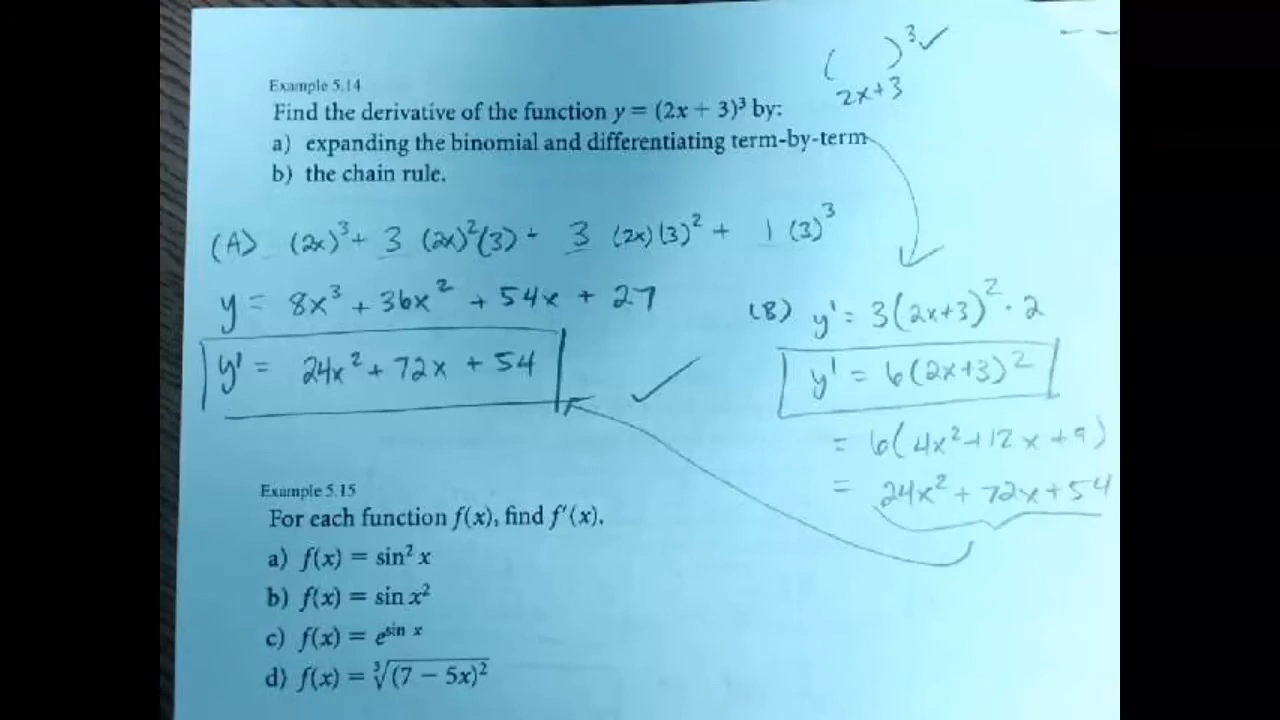 ( )³✓
2x+3
Example 5.14
Find the derivative of the function y = (2x + 3)³ by:
a) expanding the binomial and differentiating term-by-term
b) the chain rule.
(A) (2x)³ + 3 (2x)²(3) + 3 (2x)(3)² + 1 (3)³
y = 8x³ + 36x² + 54x + 27
y' = 24x² + 72x + 54 ✓
(B) y' = 3(2x+3)² · 2
y' = 6(2x+3)²
= 6(4x²+12x+9)
= 24x² + 72x + 54
Example 5.15
For each function f(x), find f'(x).
a) f(x) = sin² x
b) f(x) = sin x²
c) f(x) = e^{sin x}
d) f(x) = ∛(7 − 5x)²